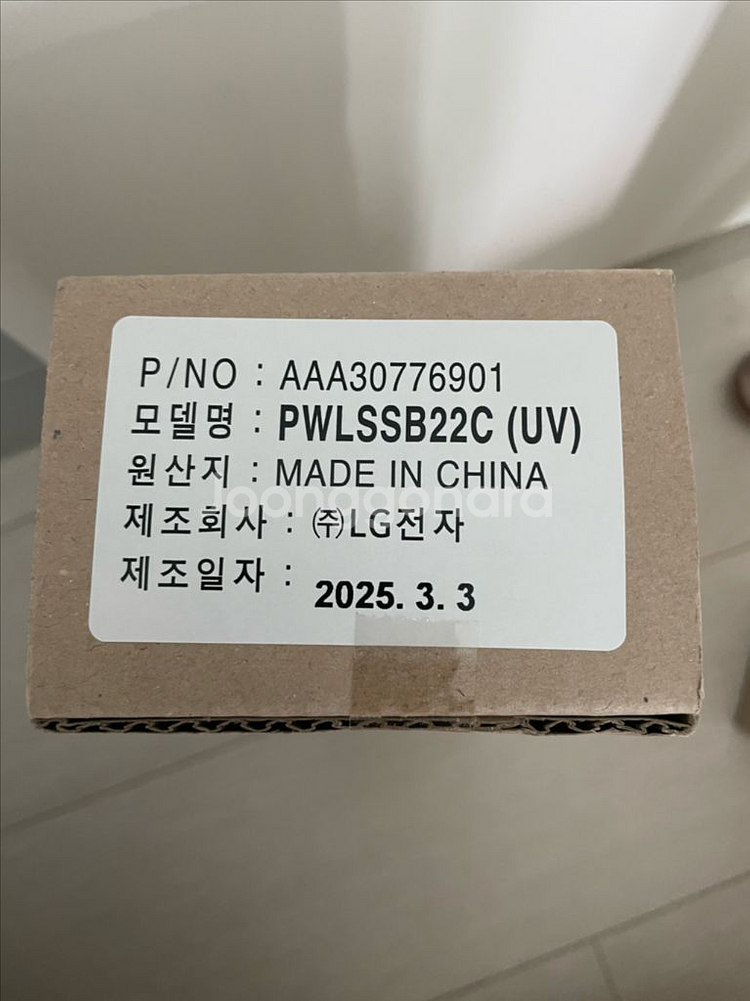 P/NO : AAA30776901
모델명 : PWLSSB22C (UV)
원산지 : MADE IN CHINA
joonggonara
제조회사 : ㈜LG전자
제조일자 : 2025. 3. 3